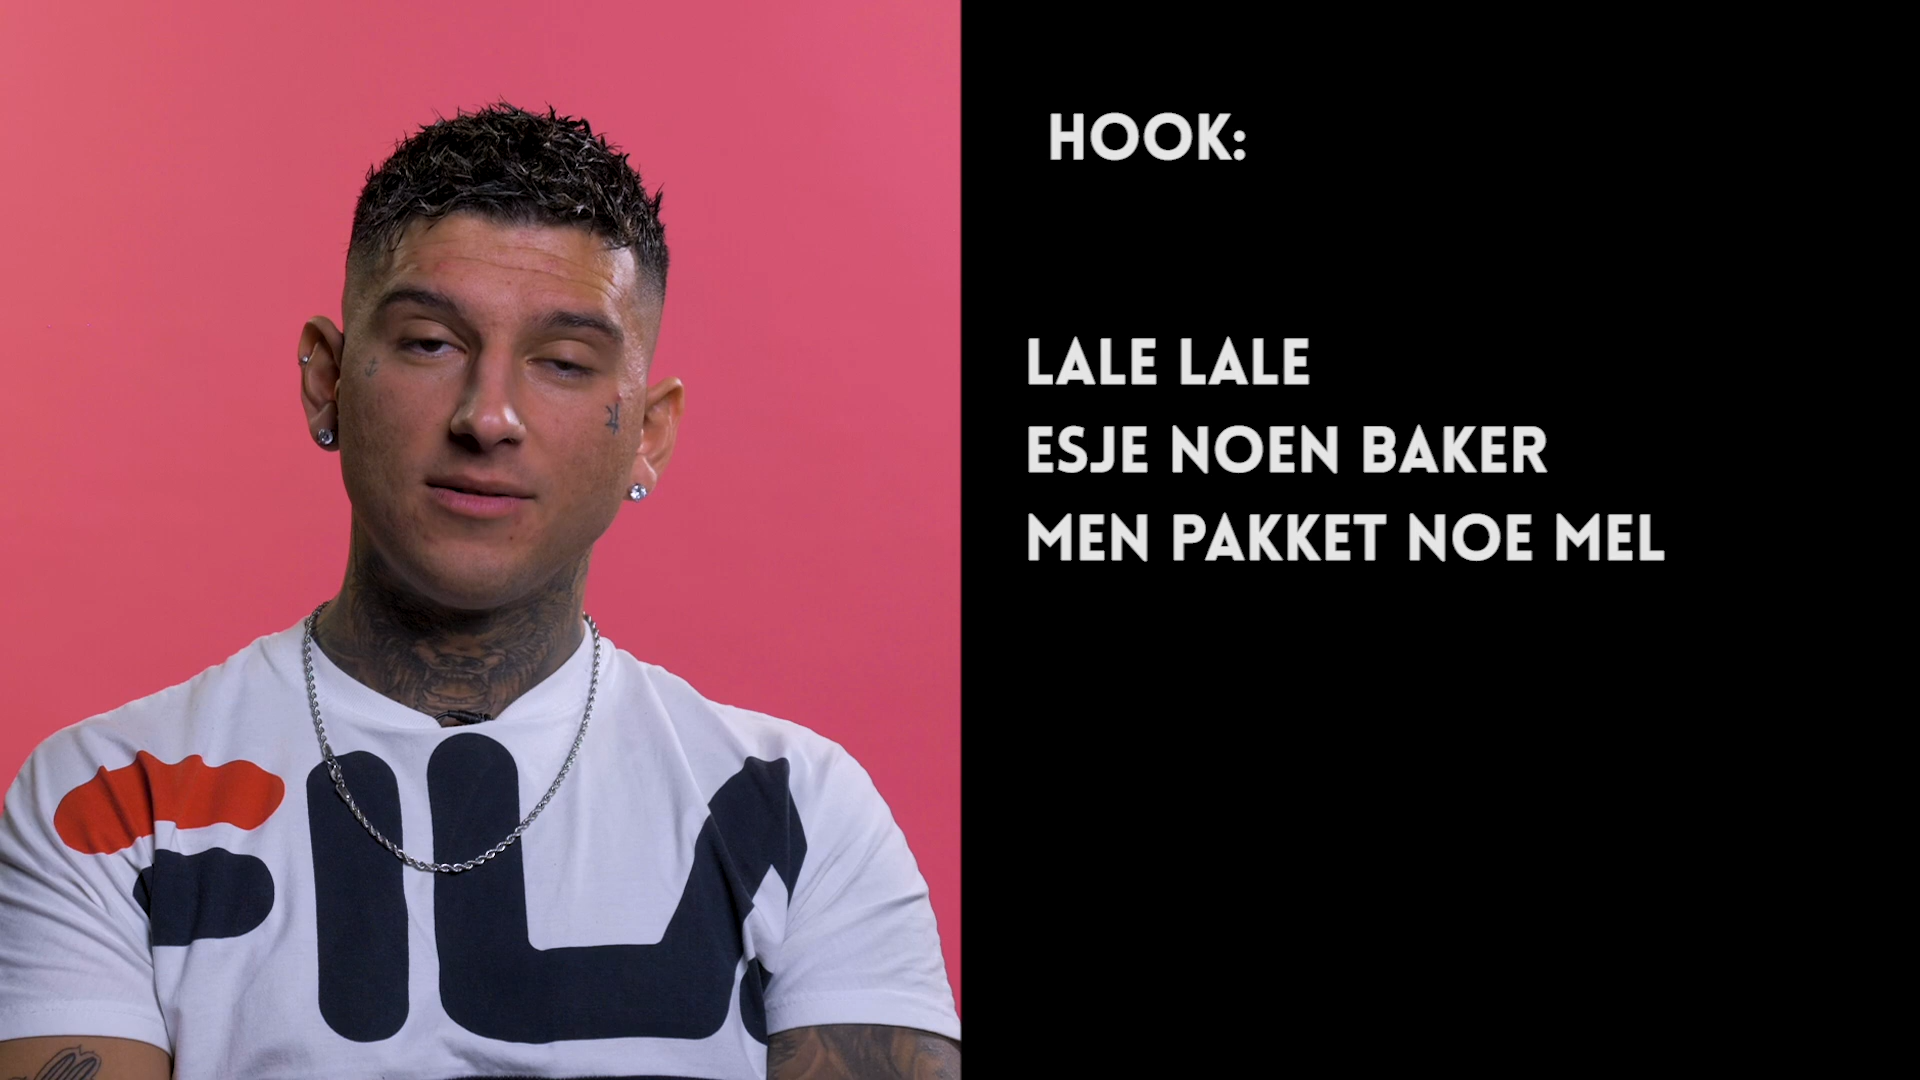 HOOK:
LALE LALE
ESJE NOEN BAKER
MEN PAKKET NOE MEL
FILA